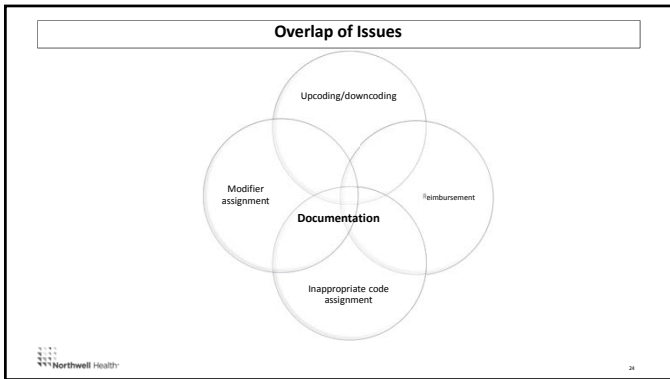 Overlap of Issues
Upcoding/downcoding
Modifier
assignment
Reimbursement
Documentation
Inappropriate code
assignment
Northwell Health
24